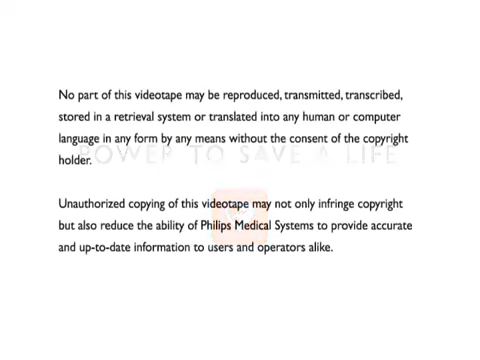 No part of this videotape may be reproduced, transmitted, transcribed,
stored in a retrieval system or translated into any human or computer
language in any form by any means without the consent of the copyright
holder.
POWER TO SAVE A LIFE
Unauthorized copying of this videotape may not only infringe copyright
but also reduce the ability of Philips Medical Systems to provide accurate
and up-to-date information to users and operators alike.